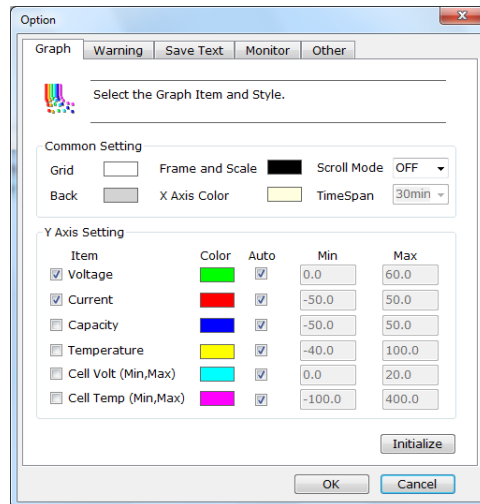 Option
Graph Warning Save Text Monitor Other
Select the Graph Item and Style.
Common Setting
Grid Frame and Scale Scroll Mode OFF
Back X Axis Color TimeSpan 30min
Y Axis Setting
Item Color Auto Min Max
Voltage 0.0 60.0
Current -50.0 50.0
Capacity -50.0 50.0
Temperature -40.0 100.0
Cell Volt (Min,Max) 0.0 20.0
Cell Temp (Min,Max) -100.0 400.0
Initialize
OK Cancel